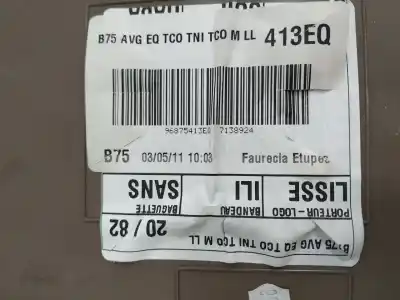 B75 AVG EQ TCO TNI TCO M LL 413EQ
96875413EQ 7138924
B75 03/05/11 10:03 Faurecia Etupez
SANS ILI LISSE
BAGUETTE BANDEAU PORTEUR-LOGO
20 / 82
B75 AVG EQ TCO TNI TCO M LL